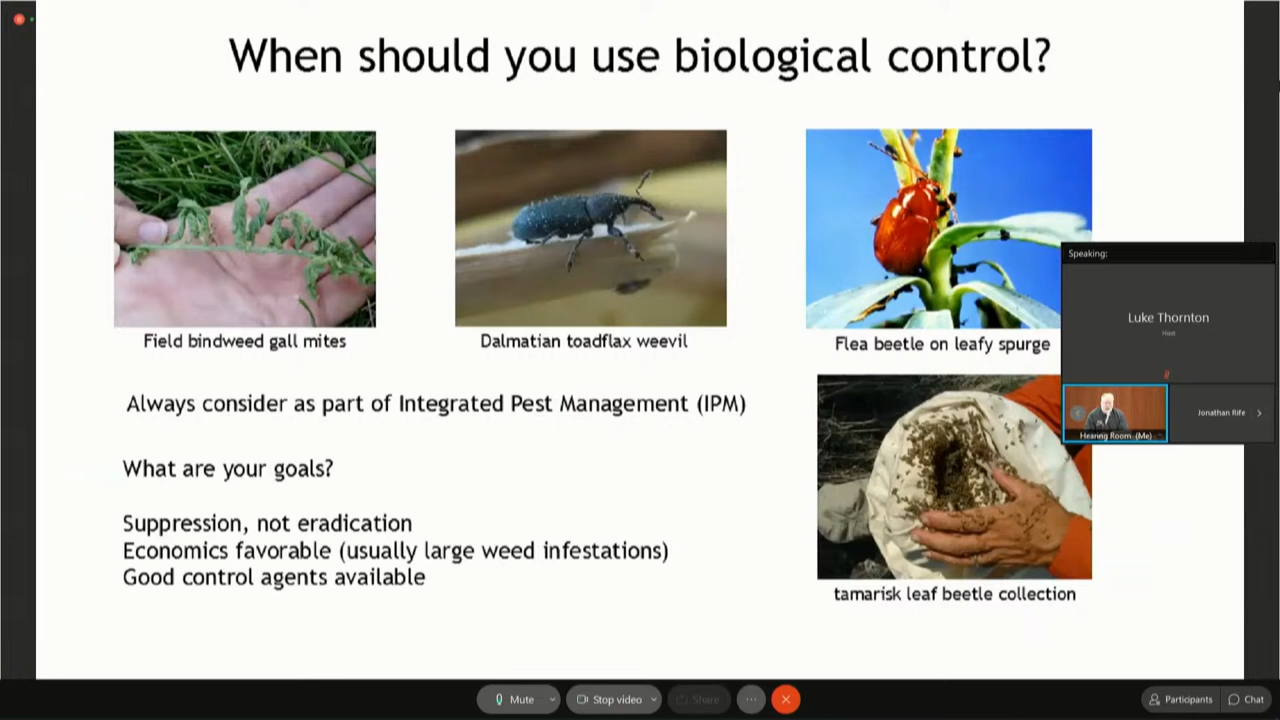 When should you use biological control?
Field bindweed gall mites
Dalmatian toadflax weevil
Flea beetle on leafy spurge
Always consider as part of Integrated Pest Management (IPM)
What are your goals?
Suppression, not eradication
Economics favorable (usually large weed infestations)
Good control agents available
tamarisk leaf beetle collection
Speaking:
Luke Thornton
Host
Hearing Room (Me)
Jonathan Rife
Mute
Stop video
Share
Participants
Chat